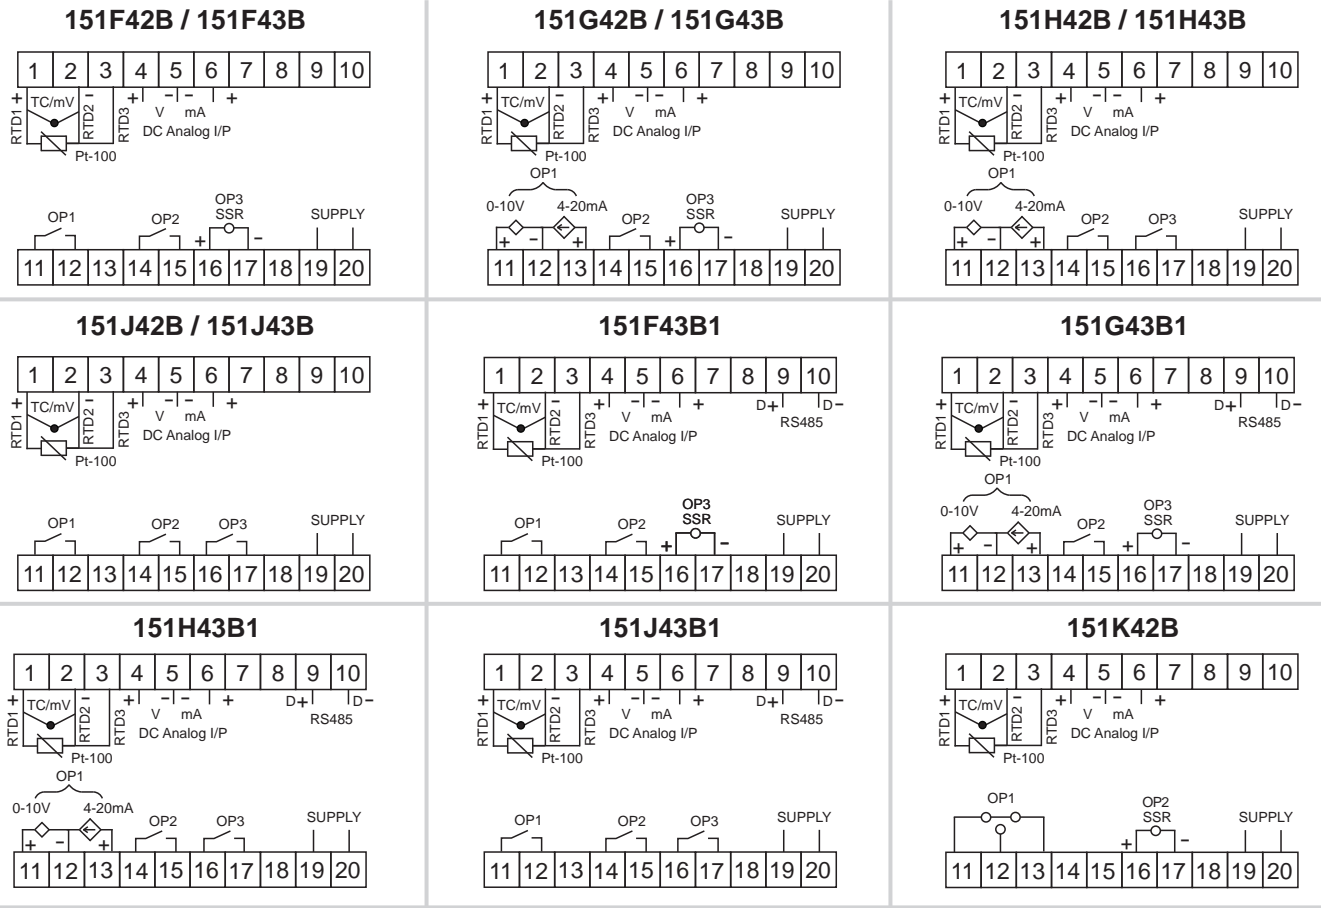 151F42B / 151F43B
1 2 3 4 5 6 7 8 9 10
+ TC/mV - + - - +
RTD1 RTD2 RTD3 V mA
DC Analog I/P
Pt-100
OP1 OP2 OP3 SSR SUPPLY
+ -
11 12 13 14 15 16 17 18 19 20
151G42B / 151G43B
1 2 3 4 5 6 7 8 9 10
+ TC/mV - + - - +
RTD1 RTD2 RTD3 V mA
DC Analog I/P
Pt-100
OP1
0-10V 4-20mA OP2 OP3 SSR SUPPLY
+ - + + -
11 12 13 14 15 16 17 18 19 20
151H42B / 151H43B
1 2 3 4 5 6 7 8 9 10
+ TC/mV - + - - +
RTD1 RTD2 RTD3 V mA
DC Analog I/P
Pt-100
OP1
0-10V 4-20mA OP2 OP3 SUPPLY
+ - +
11 12 13 14 15 16 17 18 19 20
151J42B / 151J43B
1 2 3 4 5 6 7 8 9 10
+ TC/mV - + - - +
RTD1 RTD2 RTD3 V mA
DC Analog I/P
Pt-100
OP1 OP2 OP3 SUPPLY
11 12 13 14 15 16 17 18 19 20
151F43B1
1 2 3 4 5 6 7 8 9 10
+ TC/mV - + - - + D+ D-
RTD1 RTD2 RTD3 V mA RS485
DC Analog I/P
Pt-100
OP1 OP2 OP3 SSR SUPPLY
+ -
11 12 13 14 15 16 17 18 19 20
151G43B1
1 2 3 4 5 6 7 8 9 10
+ TC/mV - + - - + D+ D-
RTD1 RTD2 RTD3 V mA RS485
DC Analog I/P
Pt-100
OP1
0-10V 4-20mA OP2 OP3 SSR SUPPLY
+ - + + -
11 12 13 14 15 16 17 18 19 20
151H43B1
1 2 3 4 5 6 7 8 9 10
+ TC/mV - + - - + D+ D-
RTD1 RTD2 RTD3 V mA RS485
DC Analog I/P
Pt-100
OP1
0-10V 4-20mA OP2 OP3 SUPPLY
+ - +
11 12 13 14 15 16 17 18 19 20
151J43B1
1 2 3 4 5 6 7 8 9 10
+ TC/mV - + - - + D+ D-
RTD1 RTD2 RTD3 V mA RS485
DC Analog I/P
Pt-100
OP1 OP2 OP3 SUPPLY
11 12 13 14 15 16 17 18 19 20
151K42B
1 2 3 4 5 6 7 8 9 10
+ TC/mV - + - - +
RTD1 RTD2 RTD3 V mA
DC Analog I/P
Pt-100
OP1 OP2 SSR SUPPLY
+ -
11 12 13 14 15 16 17 18 19 20